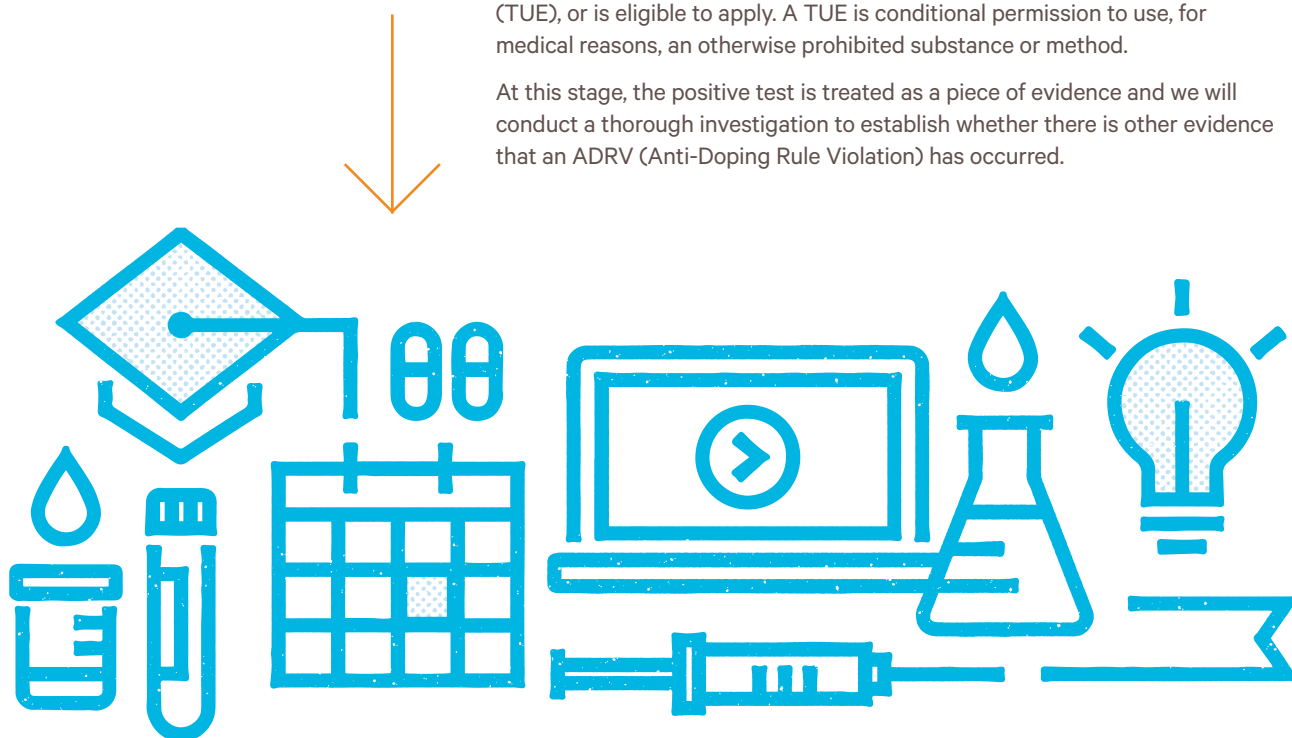 (TUE), or is eligible to apply. A TUE is conditional permission to use, for
medical reasons, an otherwise prohibited substance or method.
At this stage, the positive test is treated as a piece of evidence and we will
conduct a thorough investigation to establish whether there is other evidence
that an ADRV (Anti-Doping Rule Violation) has occurred.